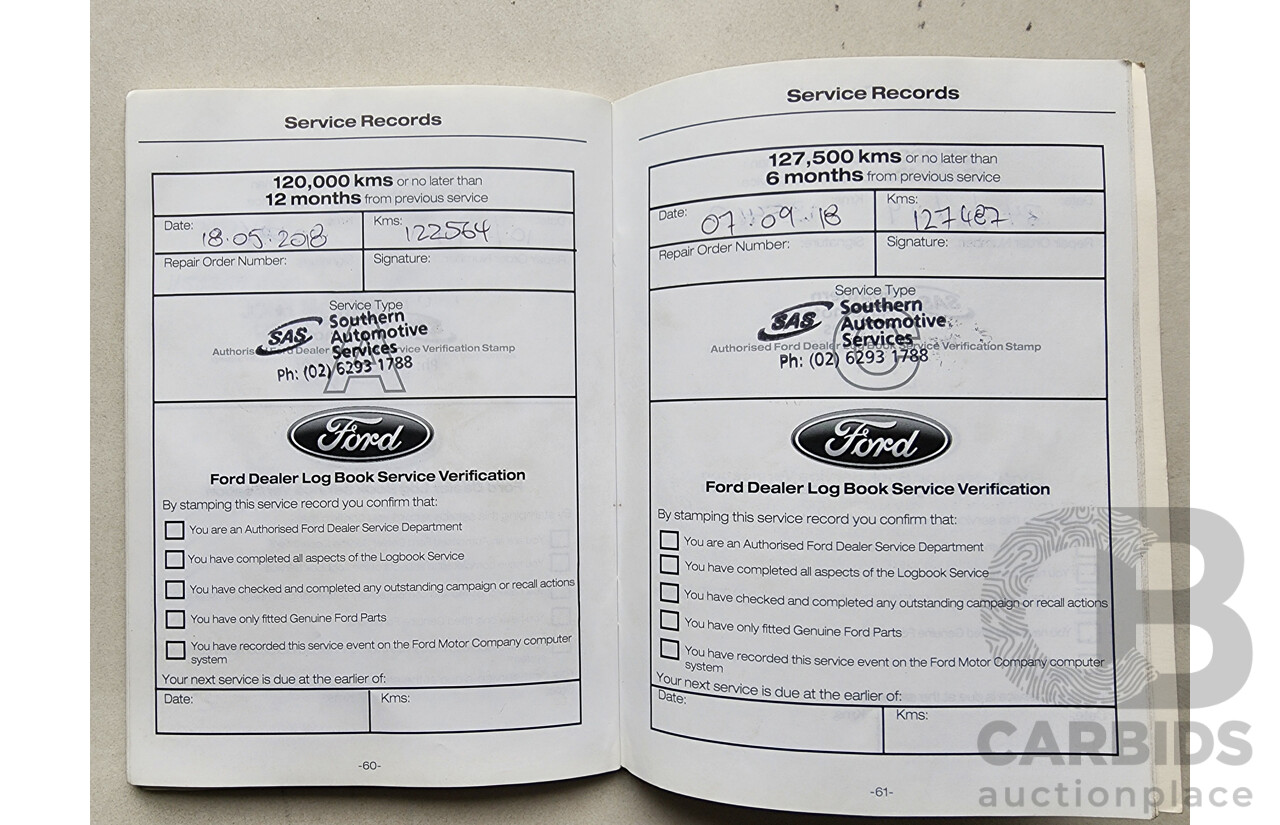 Service Records
120,000 kms or no later than
12 months from previous service
Date: 18.05.2018
Kms: 122564
Repair Order Number:
Signature:
Service Type
SAS Southern
Automotive
Services
Authorised Ford Dealer Service Verification Stamp
Ph: (02) 6293 1788
A
Ford
Ford Dealer Log Book Service Verification
By stamping this service record you confirm that:
You are an Authorised Ford Dealer Service Department
You have completed all aspects of the Logbook Service
You have checked and completed any outstanding campaign or recall actions
You have only fitted Genuine Ford Parts
You have recorded this service event on the Ford Motor Company computer
system
Your next service is due at the earlier of:
Date:
Kms:
-60-
Service Records
127,500 kms or no later than
6 months from previous service
Date: 07.09.18
Kms: 127487
Repair Order Number:
Signature:
Service Type
SAS Southern
Automotive
Services
Authorised Ford Dealer Log Book Service Verification Stamp
Ph: (02) 6293 1788
Ford
Ford Dealer Log Book Service Verification
By stamping this service record you confirm that:
You are an Authorised Ford Dealer Service Department
You have completed all aspects of the Logbook Service
You have checked and completed any outstanding campaign or recall actions
You have only fitted Genuine Ford Parts
You have recorded this service event on the Ford Motor Company computer
system
Your next service is due at the earlier of:
Date:
Kms:
-61-
CB
CARBIDS
auctionplace